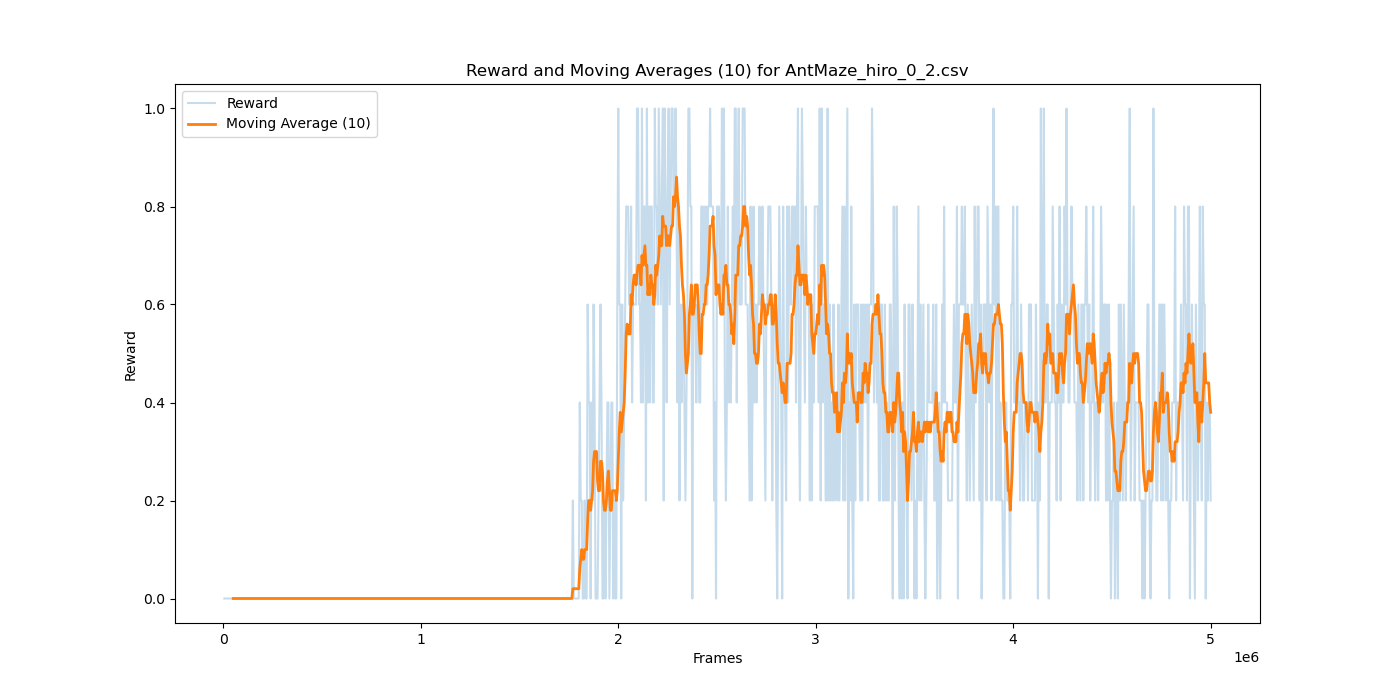 Reward and Moving Averages (10) for AntMaze_hiro_0_2.csv
Reward
Moving Average (10)
1.0
0.8
0.6
0.4
0.2
0.0
Reward
0 1 2 3 4 5
1e6
Frames